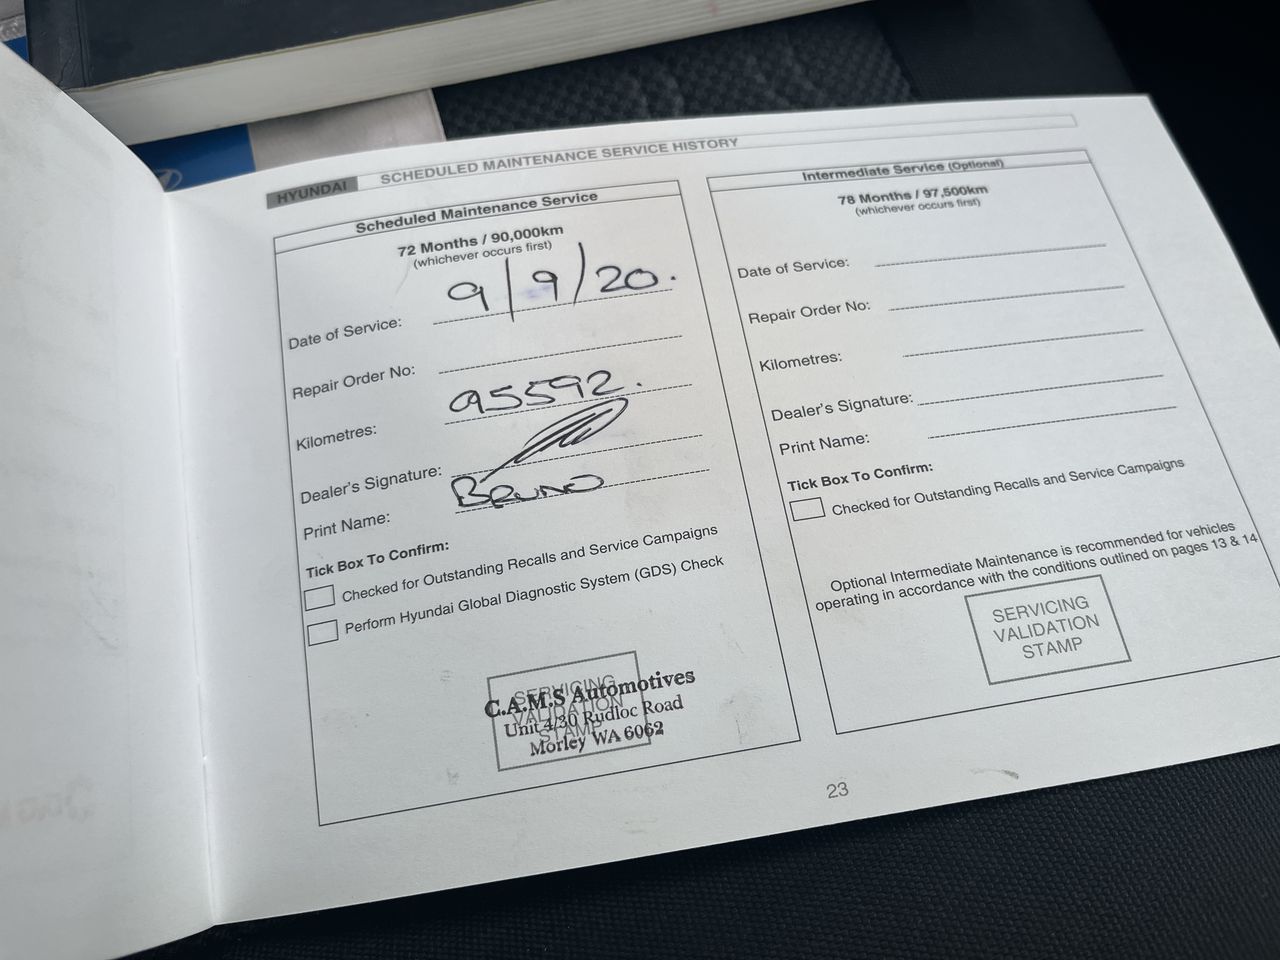 HYUNDAI
SCHEDULED MAINTENANCE SERVICE HISTORY
Scheduled Maintenance Service
72 Months / 90,000km
(whichever occurs first)
Date of Service: 9/9/20.
Repair Order No:
Kilometres: 95592.
Dealer's Signature:
Print Name: Bruno
Tick Box To Confirm:
Checked for Outstanding Recalls and Service Campaigns
Perform Hyundai Global Diagnostic System (GDS) Check
SERVICING
VALIDATION
STAMP
C.A.M.S Automotives
Unit 4/30 Rudloc Road
Morley WA 6062
Intermediate Service (Optional)
78 Months / 97,500km
(whichever occurs first)
Date of Service:
Repair Order No:
Kilometres:
Dealer's Signature:
Print Name:
Tick Box To Confirm:
Checked for Outstanding Recalls and Service Campaigns
Optional Intermediate Maintenance is recommended for vehicles
operating in accordance with the conditions outlined on pages 13 & 14
SERVICING
VALIDATION
STAMP
23